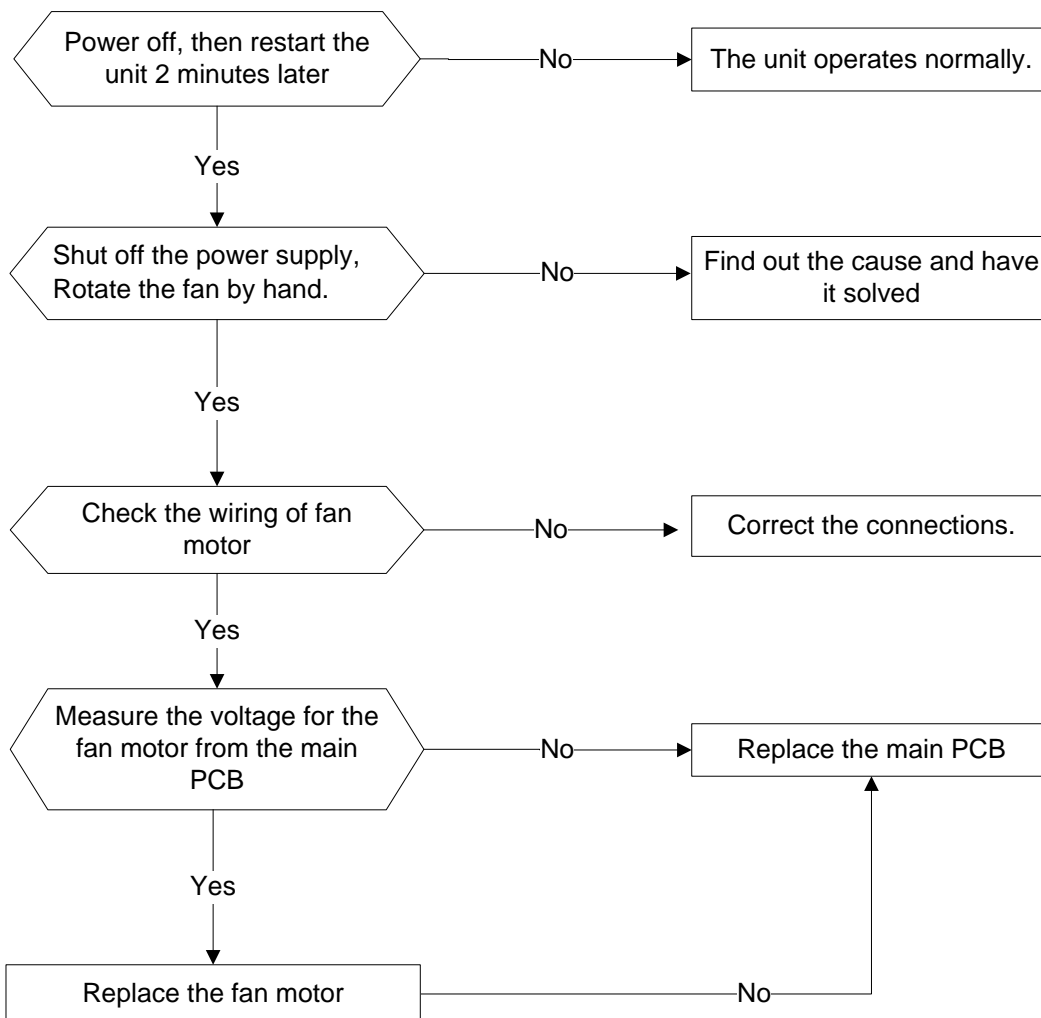 Power off, then restart the
unit 2 minutes later
No
The unit operates normally.
Yes
Shut off the power supply,
Rotate the fan by hand.
No
Find out the cause and have
it solved
Yes
Check the wiring of fan
motor
No
Correct the connections.
Yes
Measure the voltage for the
fan motor from the main
PCB
No
Replace the main PCB
Yes
Replace the fan motor
No